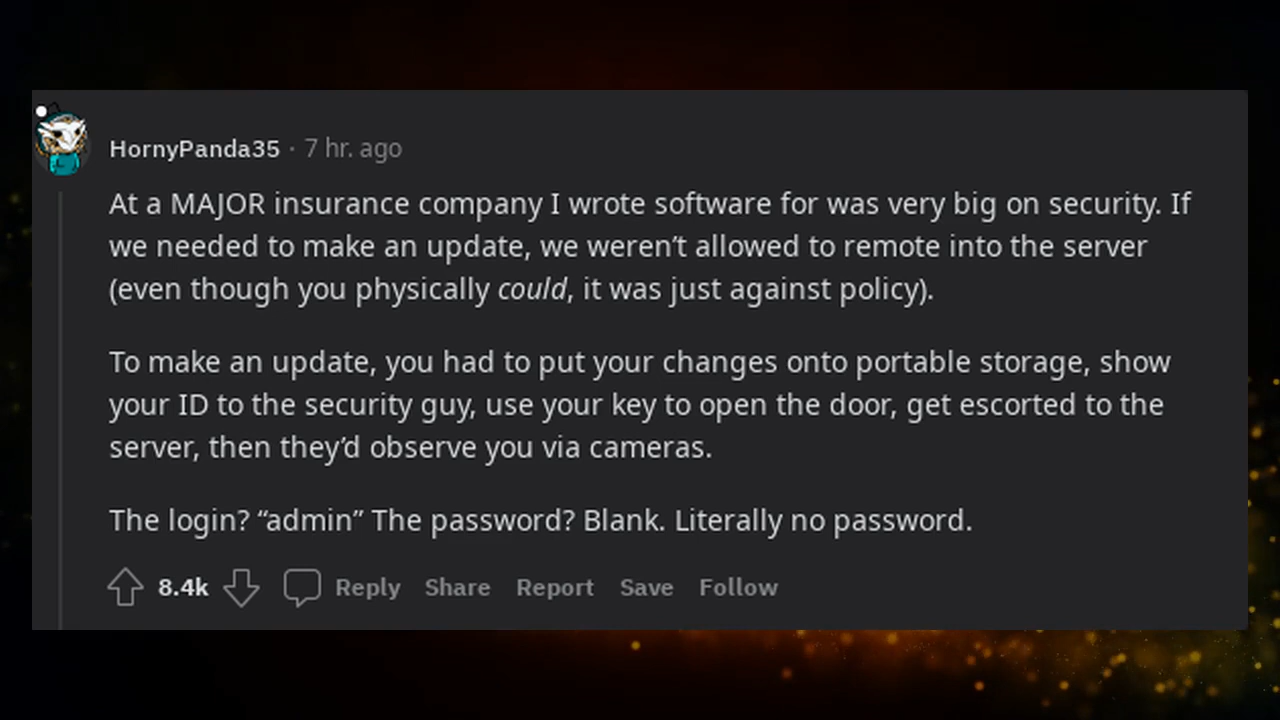 HornyPanda35 · 7 hr. ago
At a MAJOR insurance company I wrote software for was very big on security. If
we needed to make an update, we weren’t allowed to remote into the server
(even though you physically could, it was just against policy).
To make an update, you had to put your changes onto portable storage, show
your ID to the security guy, use your key to open the door, get escorted to the
server, then they’d observe you via cameras.
The login? “admin” The password? Blank. Literally no password.
8.4k Reply Share Report Save Follow